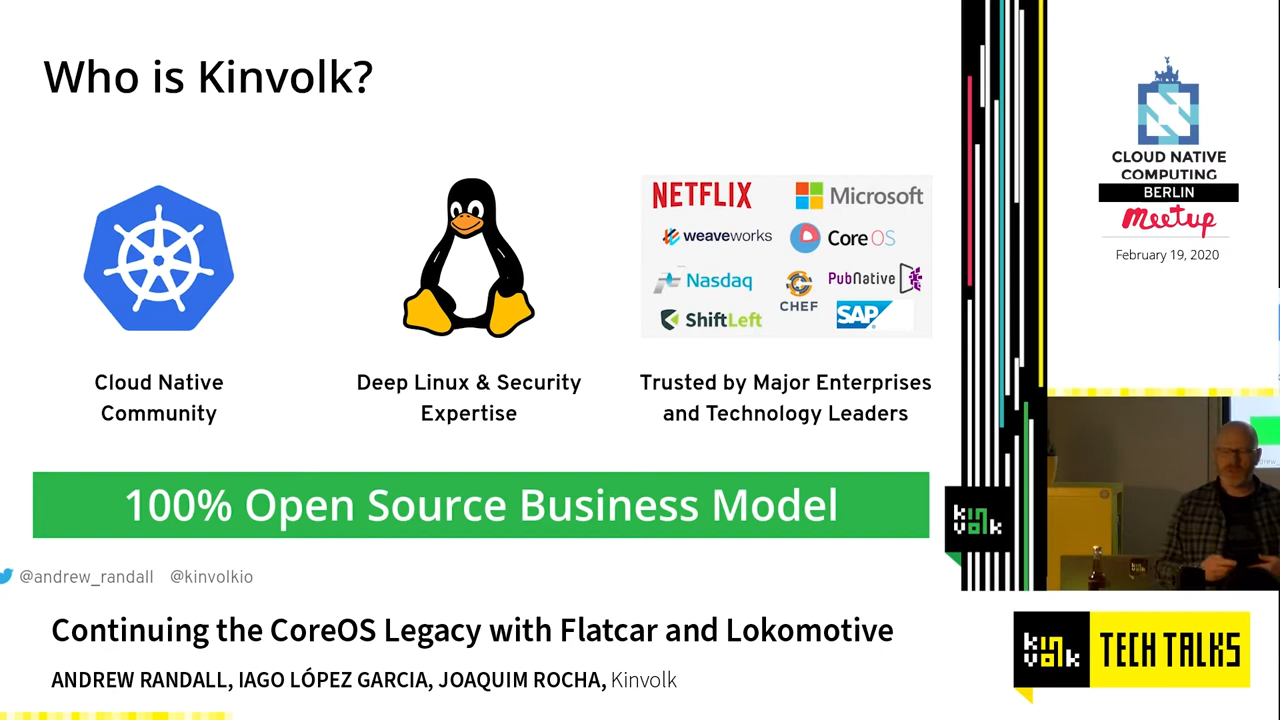 Who is Kinvolk?
NETFLIX
Microsoft
weaveworks
CoreOS
Nasdaq
CHEF
PubNative
ShiftLeft
SAP
Cloud Native
Community
Deep Linux & Security
Expertise
Trusted by Major Enterprises
and Technology Leaders
100% Open Source Business Model
@andrew_randall @kinvolkio
Continuing the CoreOS Legacy with Flatcar and Lokomotive
ANDREW RANDALL, IAGO LÓPEZ GARCIA, JOAQUIM ROCHA, Kinvolk
CLOUD NATIVE
COMPUTING
BERLIN
meetup
February 19, 2020
kin
volk
kin
volk
TECH TALKS